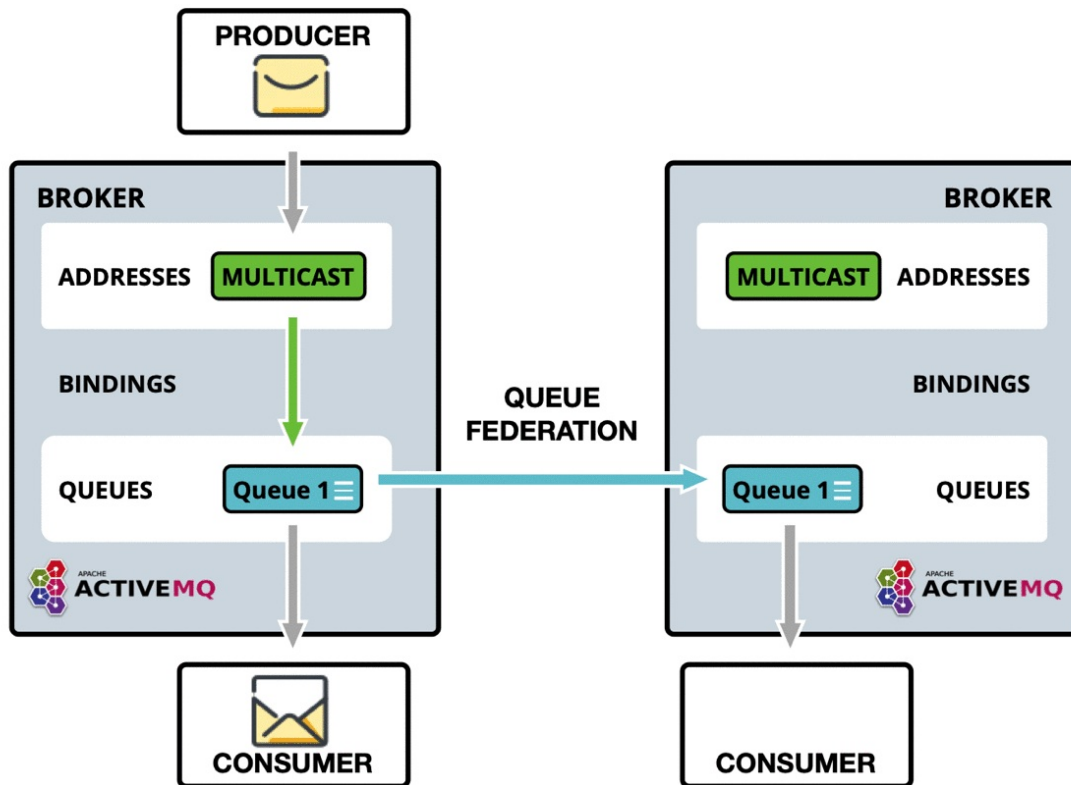 PRODUCER
BROKER
ADDRESSES
MULTICAST
BINDINGS
QUEUES
Queue 1
APACHE
ACTIVEMQ
CONSUMER
QUEUE
FEDERATION
BROKER
MULTICAST
ADDRESSES
BINDINGS
Queue 1
QUEUES
APACHE
ACTIVEMQ
CONSUMER